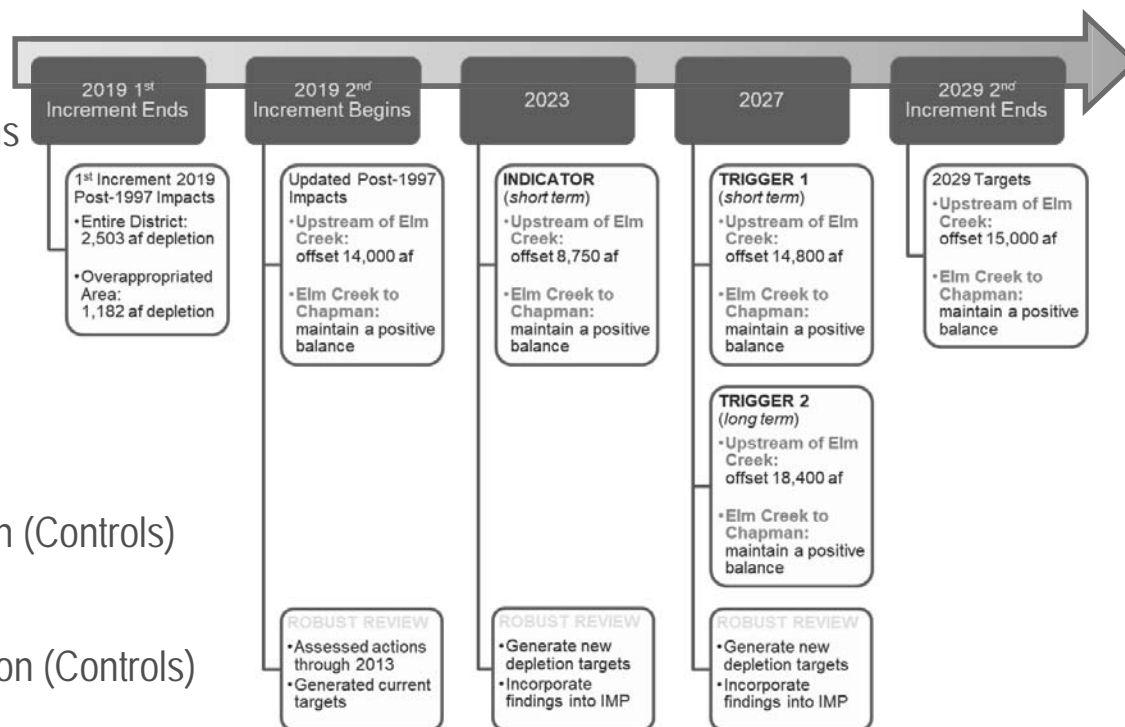 2019 1st
Increment Ends
2019 2nd
Increment Begins
2023
2027
2029 2nd
Increment Ends
1st Increment 2019
Post-1997 Impacts
•Entire District:
2,503 af depletion
•Overappropriated
Area:
1,182 af depletion
Updated Post-1997
Impacts
•Upstream of Elm
Creek:
offset 14,000 af
•Elm Creek to
Chapman:
maintain a positive
balance
INDICATOR
(short term)
•Upstream of Elm
Creek:
offset 8,750 af
•Elm Creek to
Chapman:
maintain a positive
balance
TRIGGER 1
(short term)
•Upstream of Elm
Creek:
offset 14,800 af
•Elm Creek to
Chapman:
maintain a positive
balance
2029 Targets
•Upstream of Elm
Creek:
offset 15,000 af
•Elm Creek to
Chapman:
maintain a positive
balance
TRIGGER 2
(long term)
•Upstream of Elm
Creek:
offset 18,400 af
•Elm Creek to
Chapman:
maintain a positive
balance
ROBUST REVIEW
•Assessed actions
through 2013
•Generated current
targets
ROBUST REVIEW
•Generate new
depletion targets
•Incorporate
findings into IMP
ROBUST REVIEW
•Generate new
depletion targets
•Incorporate
findings into IMP
(Controls)
(Controls)